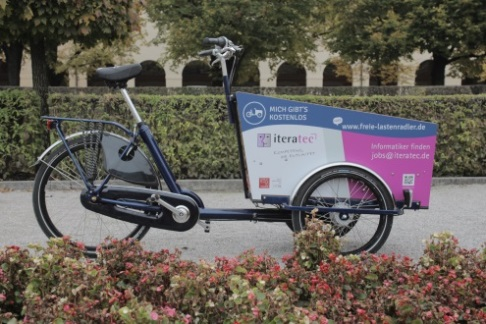 MICH GIBT'S
KOSTENLOS
www.freie-lastenradler.de
iteratec
Informatiker finden
jobs@iteratec.de